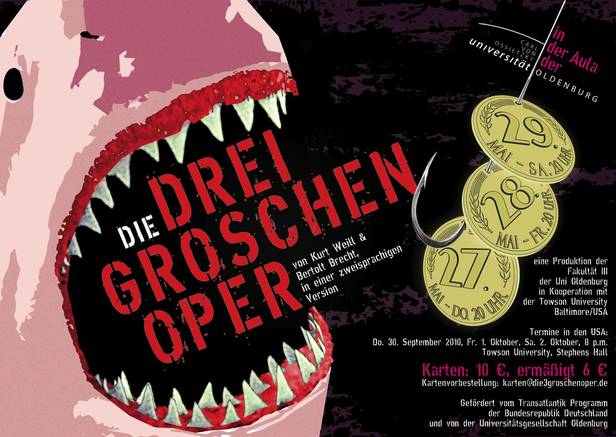 DIE DREI
GROSCHEN
OPER
von Kurt Weill &
Bertolt Brecht,
in einer zweisprachigen
Version
in
der Aula
der
CARL
VON
OSSIETZKY
universität OLDENBURG
29.
MAI - SA. 20 UHR
28.
MAI - FR. 20 UHR
27.
MAI - DO. 20 UHR
eine Produktion der
Fakultät III
der Uni Oldenburg
in Kooperation mit
der Towson University
Baltimore/USA
Termine in den USA:
Do. 30. September 2010, Fr. 1. Oktober, Sa. 2. Oktober, 8 p.m.
Towson University, Stephens Hall
Karten: 10 €, ermäßigt 6 €
Kartenvorbestellung: karten@die3groschenoper.de
Gefördert vom Transatlantik Programm
der Bundesrepublik Deutschland
und von der Universitätsgesellschaft Oldenburg